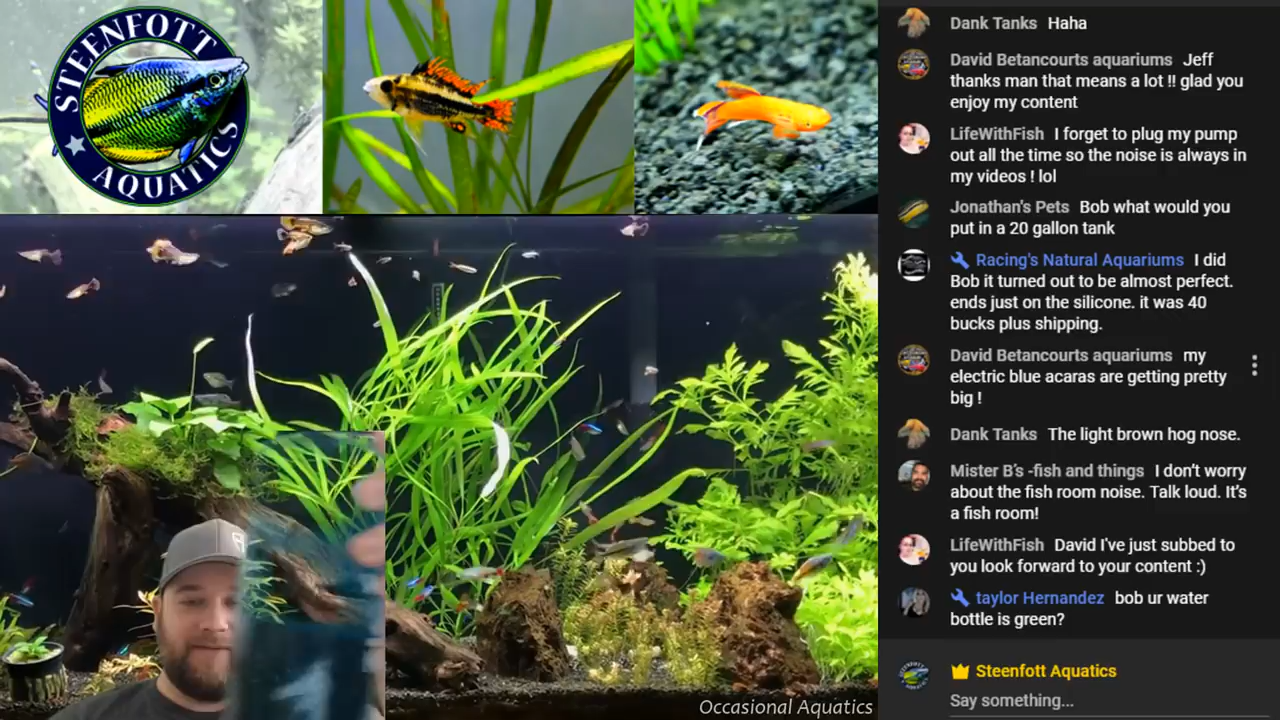 STEENFOTT
AQUATICS
Occasional Aquatics
Dank Tanks Haha
David Betancourts aquariums Jeff
thanks man that means a lot !! glad you
enjoy my content
LifeWithFish I forget to plug my pump
out all the time so the noise is always in
my videos ! lol
Jonathan's Pets Bob what would you
put in a 20 gallon tank
Racing's Natural Aquariums I did
Bob it turned out to be almost perfect.
ends just on the silicone. it was 40
bucks plus shipping.
David Betancourts aquariums my
electric blue acaras are getting pretty
big !
Dank Tanks The light brown hog nose.
Mister B's -fish and things I don't worry
about the fish room noise. Talk loud. It's
a fish room!
LifeWithFish David I've just subbed to
you look forward to your content :)
taylor Hernandez bob ur water
bottle is green?
Steenfott Aquatics
Say something...